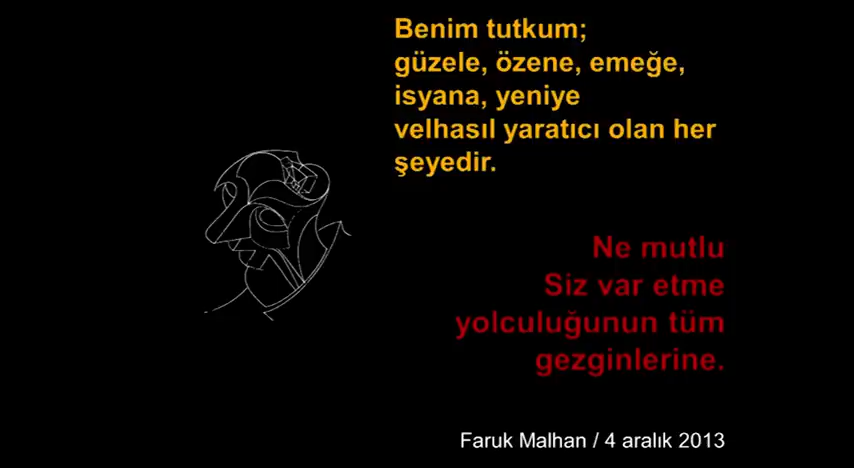 Benim tutkum;
güzele, özene, emeğe,
isyana, yeniye
velhasıl yaratıcı olan her
şeyedir.
Ne mutlu
Siz var etme
yolculuğunun tüm
gezginlerine.
Faruk Malhan / 4 aralık 2013